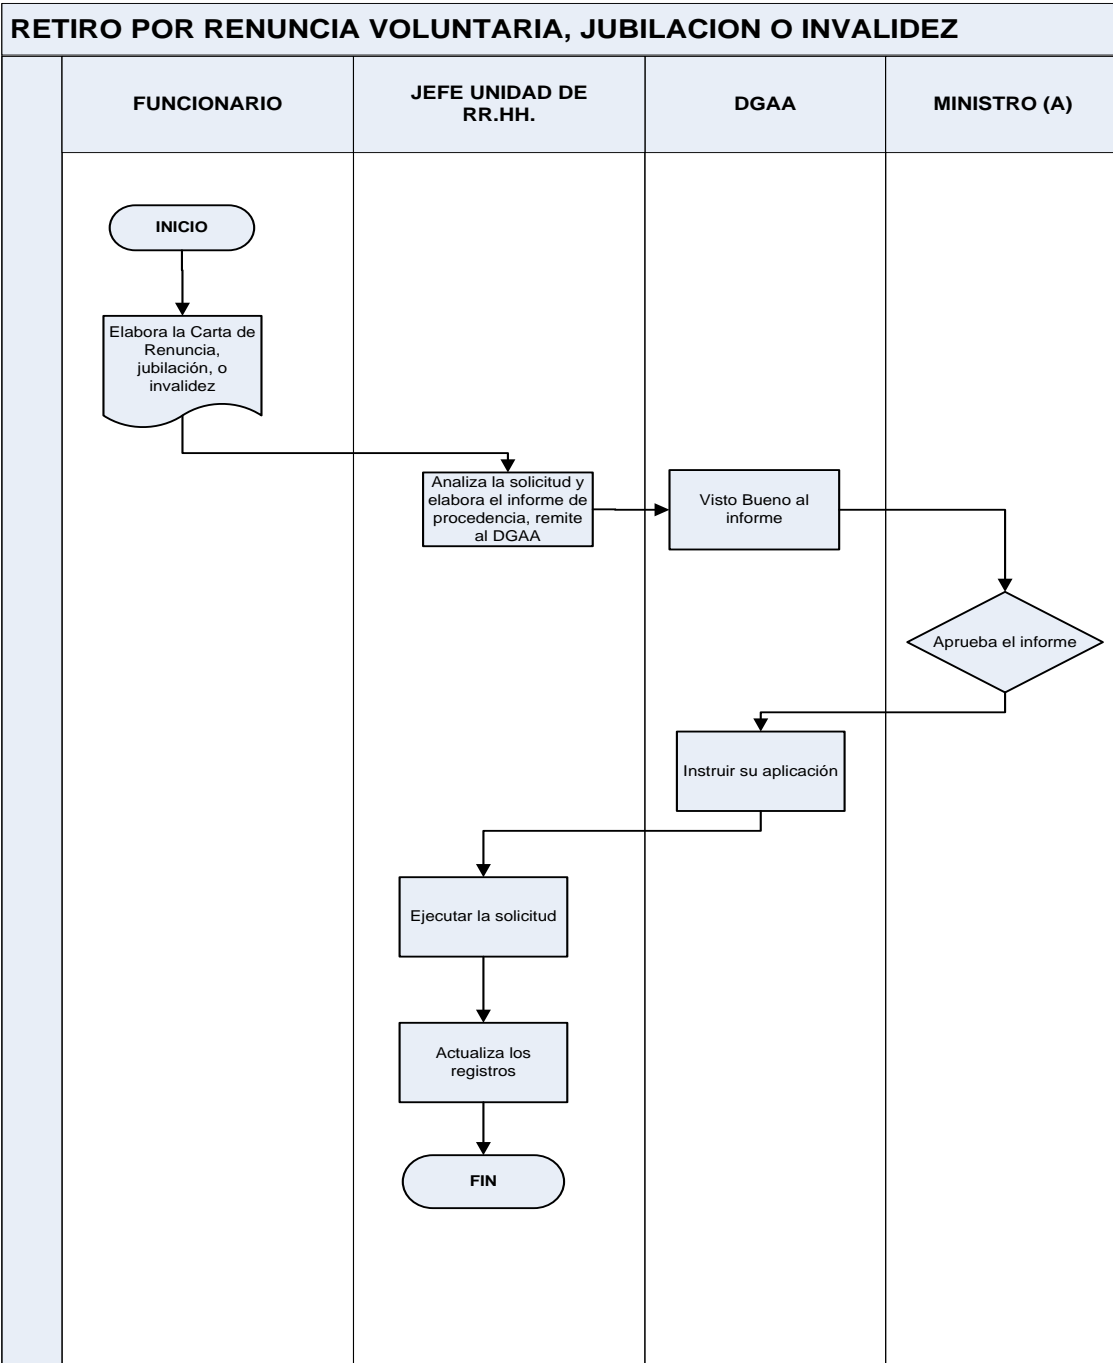 RETIRO POR RENUNCIA VOLUNTARIA, JUBILACION O INVALIDEZ
FUNCIONARIO
JEFE UNIDAD DE
RR.HH.
DGAA
MINISTRO (A)
INICIO
Elabora la Carta de
Renuncia,
jubilación, o
invalidez
Analiza la solicitud y
elabora el informe de
procedencia, remite
al DGAA
Visto Bueno al
informe
Aprueba el informe
Instruir su aplicación
Ejecutar la solicitud
Actualiza los
registros
FIN